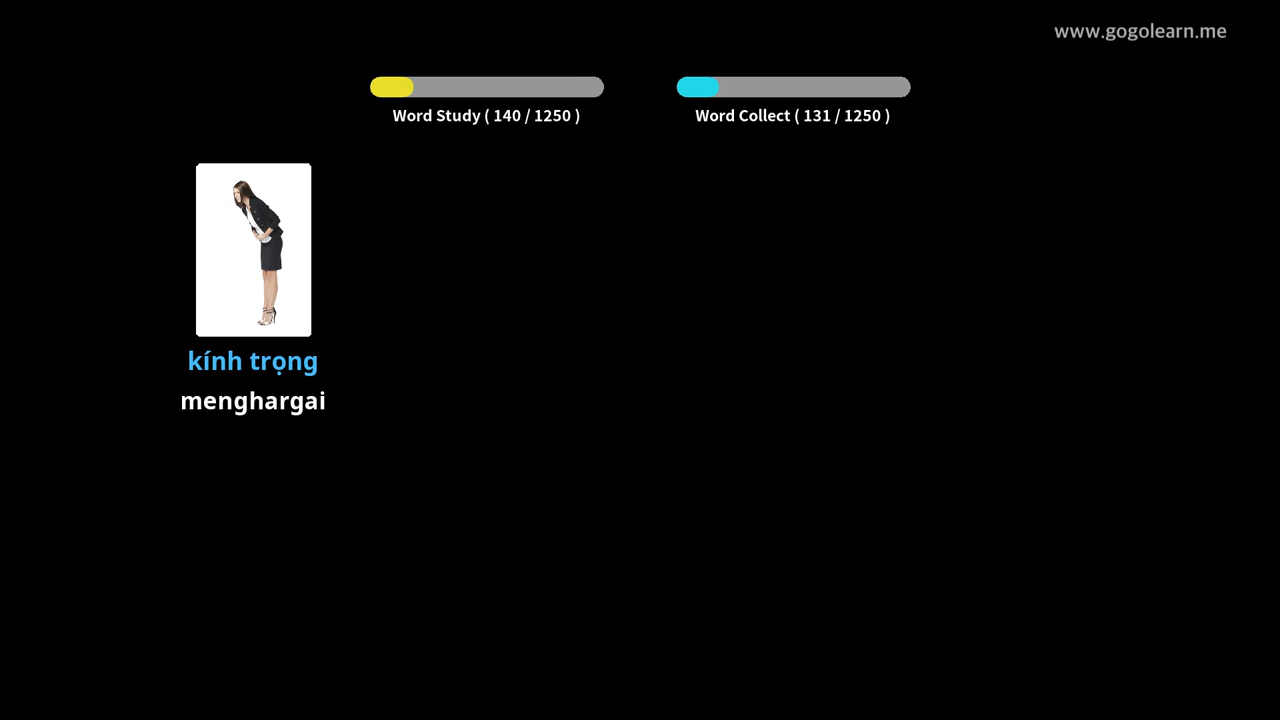 www.gogolearn.me
Word Study ( 140 / 1250 )
Word Collect ( 131 / 1250 )
kính trọng
menghargai